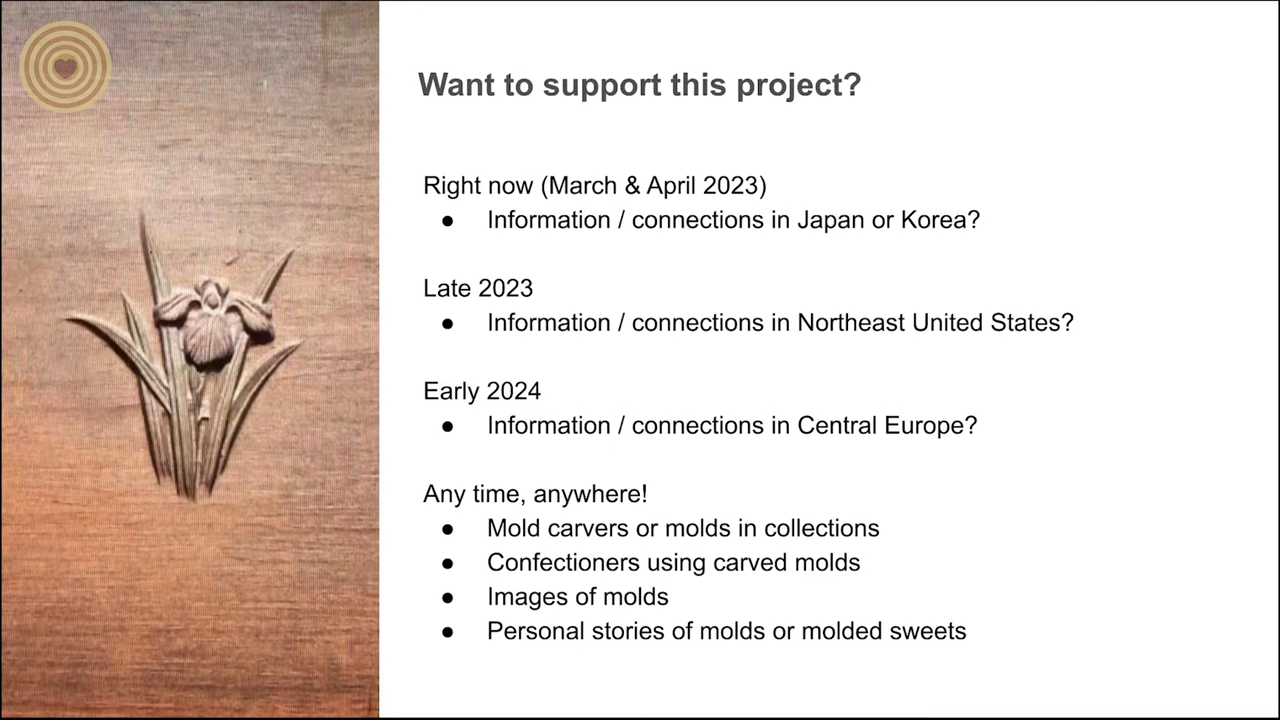 Want to support this project?
Right now (March & April 2023)
● Information / connections in Japan or Korea?
Late 2023
● Information / connections in Northeast United States?
Early 2024
● Information / connections in Central Europe?
Any time, anywhere!
● Mold carvers or molds in collections
● Confectioners using carved molds
● Images of molds
● Personal stories of molds or molded sweets